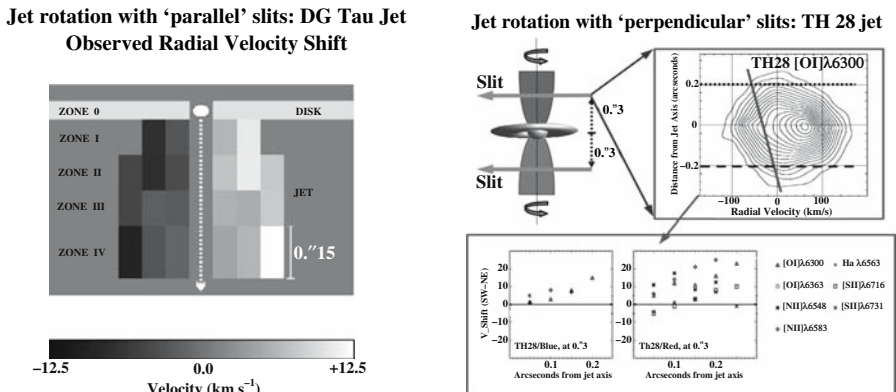 Jet rotation with ‘parallel’ slits: DG Tau Jet
Observed Radial Velocity Shift
ZONE 0
DISK
ZONE I
ZONE II
ZONE III
JET
ZONE IV
0.″15
−12.5
0.0
+12.5
Velocity (km s⁻¹)
Jet rotation with ‘perpendicular’ slits: TH 28 jet
Slit
0.″3
0.″3
Slit
TH28 [OI]λ6300
Distance from Jet Axis (arcseconds)
0.2
0
−0.2
−100
0
100
Radial Velocity (km/s)
V_Shift (SW−NE)
20
10
0
−10
−20
TH28/Blue, at 0.″3
0.1
0.2
Arcseconds from jet axis
20
10
0
−10
−20
Th28/Red, at 0.″3
0.1
0.2
Arcseconds from jet axis
[OI]λ6300
Ha λ6563
[OI]λ6363
[SII]λ6716
[NII]λ6548
[SII]λ6731
[NII]λ6583